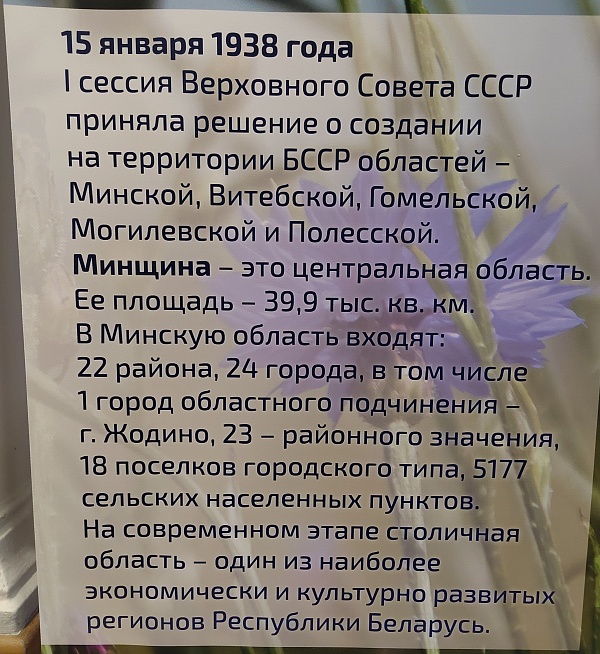 15 января 1938 года
I сессия Верховного Совета СССР
приняла решение о создании
на территории БССР областей –
Минской, Витебской, Гомельской,
Могилевской и Полесской.
Минщина – это центральная область.
Ее площадь – 39,9 тыс. кв. км.
В Минскую область входят:
22 района, 24 города, в том числе
1 город областного подчинения –
г. Жодино, 23 – районного значения,
18 поселков городского типа, 5177
сельских населенных пунктов.
На современном этапе столичная
область – один из наиболее
экономически и культурно развитых
регионов Республики Беларусь.